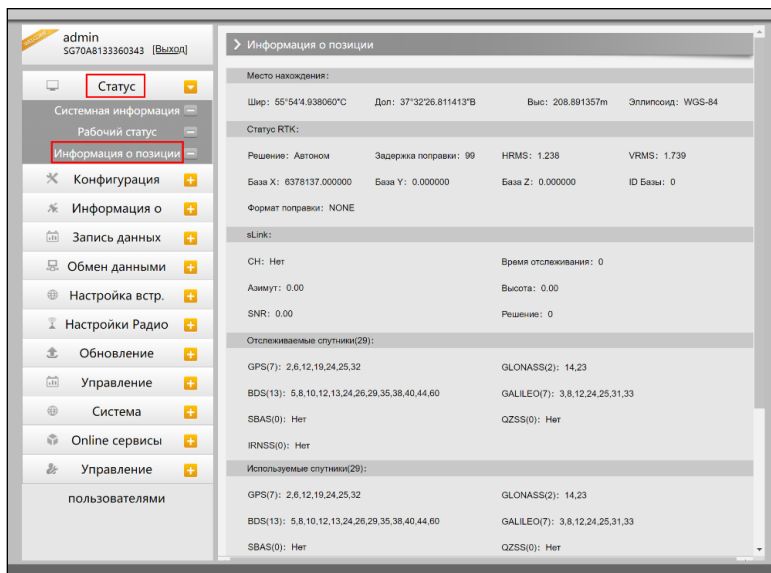 WELCOME
admin
SG70A8133360343 [Выход]
Статус
Системная информация
Рабочий статус
Информация о позиции
Конфигурация
Информация о
Запись данных
Обмен данными
Настройка встр.
Настройки Радио
Обновление
Управление
Система
Online сервисы
Управление
пользователями
Информация о позиции
Место нахождения:
Шир: 55°54'4.938060"С Дол: 37°32'26.811413"В Выс: 208.891357m Эллипсоид: WGS-84
Статус RTK:
Решение: Автоном Задержка поправки: 99 HRMS: 1.238 VRMS: 1.739
База X: 6378137.000000 База Y: 0.000000 База Z: 0.000000 ID Базы: 0
Формат поправки: NONE
sLink:
CH: Нет Время отслеживания: 0
Азимут: 0.00 Высота: 0.00
SNR: 0.00 Решение: 0
Отслеживаемые спутники(29):
GPS(7): 2,6,12,19,24,25,32 GLONASS(2): 14,23
BDS(13): 5,8,10,12,13,24,26,29,35,38,40,44,60 GALILEO(7): 3,8,12,24,25,31,33
SBAS(0): Нет QZSS(0): Нет
IRNSS(0): Нет
Используемые спутники(29):
GPS(7): 2,6,12,19,24,25,32 GLONASS(2): 14,23
BDS(13): 5,8,10,12,13,24,26,29,35,38,40,44,60 GALILEO(7): 3,8,12,24,25,31,33
SBAS(0): Нет QZSS(0): Нет